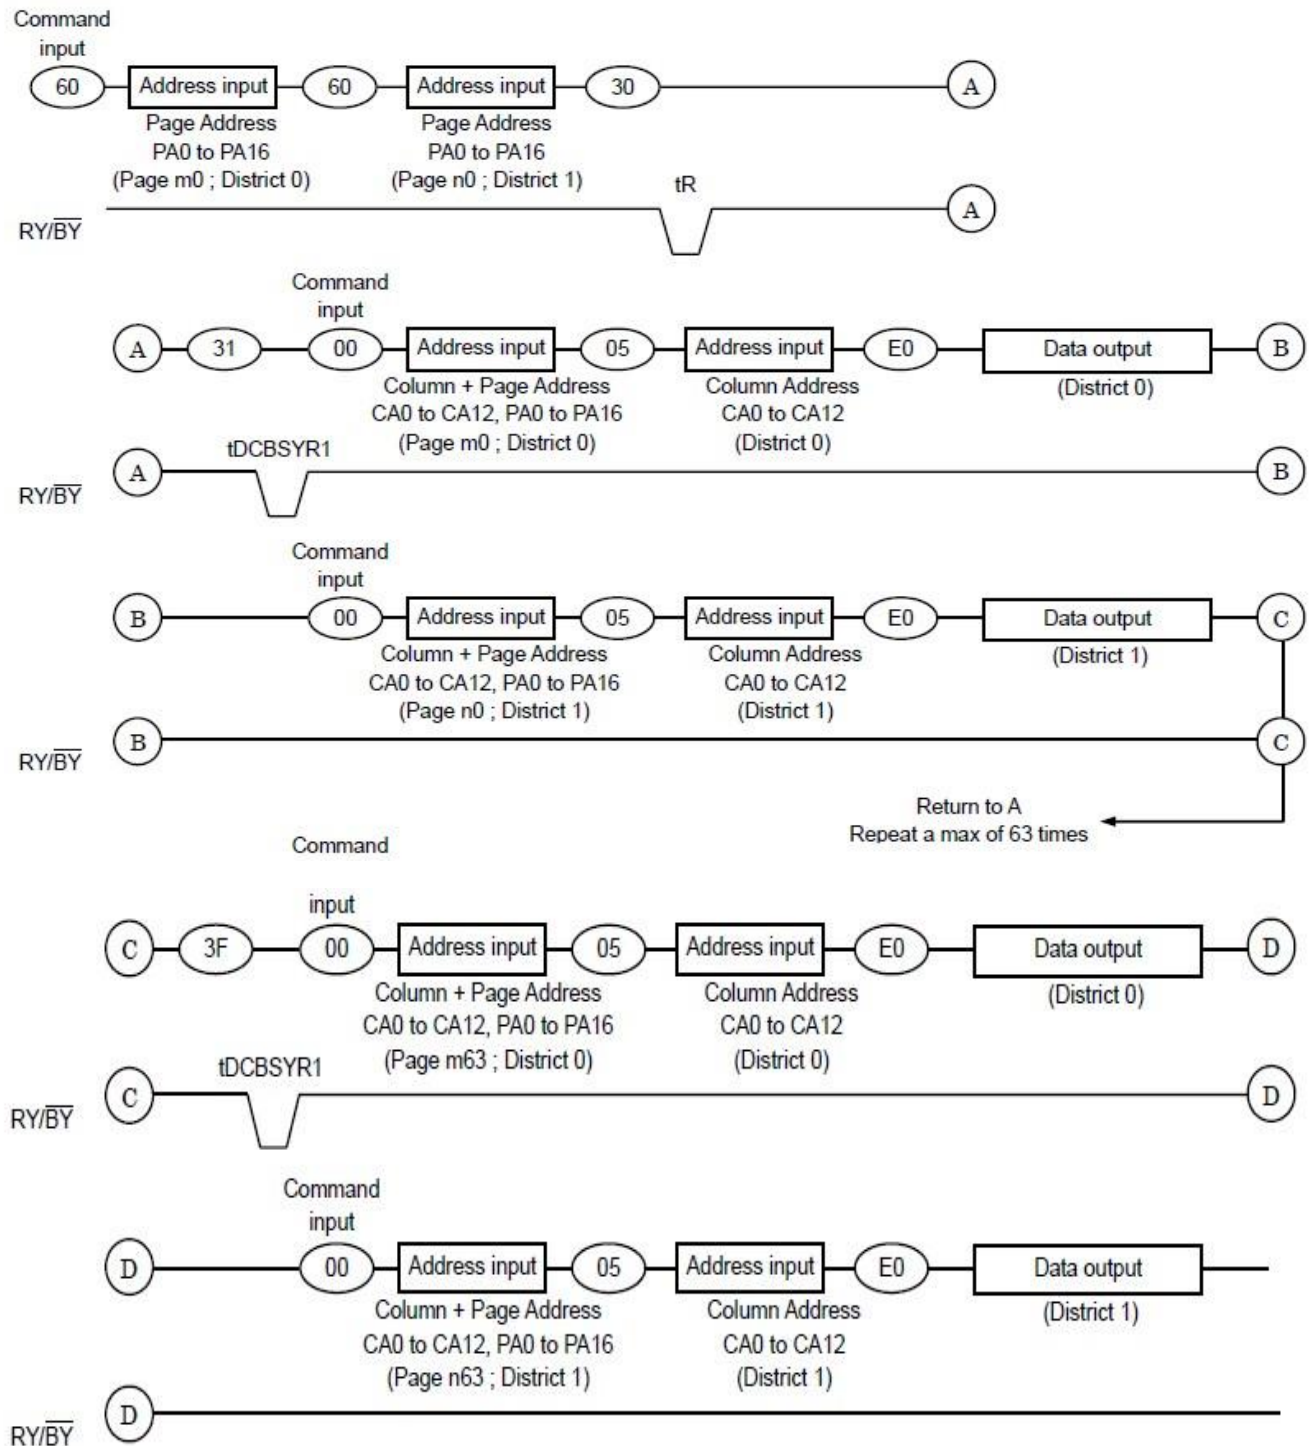 Command
input
60 Address input 60 Address input 30 A
Page Address Page Address
PA0 to PA16 PA0 to PA16
(Page m0 ; District 0) (Page n0 ; District 1) tR
RY/BY A
Command
input
A 31 00 Address input 05 Address input E0 Data output B
Column + Page Address Column Address (District 0)
CA0 to CA12, PA0 to PA16 CA0 to CA12
(Page m0 ; District 0) (District 0)
tDCBSYR1
RY/BY A B
Command
input
B 00 Address input 05 Address input E0 Data output C
Column + Page Address Column Address (District 1)
CA0 to CA12, PA0 to PA16 CA0 to CA12
(Page n0 ; District 1) (District 1)
RY/BY B C
Return to A
Repeat a max of 63 times
Command
input
C 3F 00 Address input 05 Address input E0 Data output D
Column + Page Address Column Address (District 0)
CA0 to CA12, PA0 to PA16 CA0 to CA12
(Page m63 ; District 0) (District 0)
tDCBSYR1
RY/BY C D
Command
input
D 00 Address input 05 Address input E0 Data output
Column + Page Address Column Address (District 1)
CA0 to CA12, PA0 to PA16 CA0 to CA12
(Page n63 ; District 1) (District 1)
RY/BY D